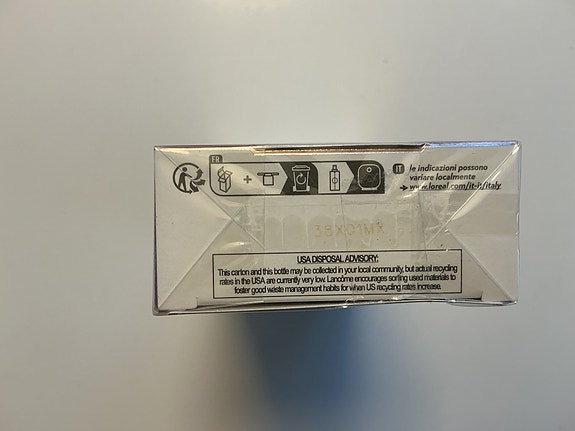 FR
IT le indicazioni possono
variare localmente
www.loreal.com/it-it/italy
38X01MX
USA DISPOSAL ADVISORY:
This carton and this bottle may be collected in your local community, but actual recycling
rates in the USA are currently very low. Lancôme encourages sorting used materials to
foster good waste management habits for when US recycling rates increase.